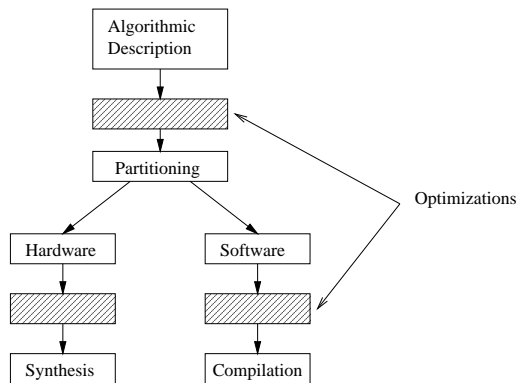 Algorithmic
Description
Partitioning
Optimizations
Hardware
Software
Synthesis
Compilation